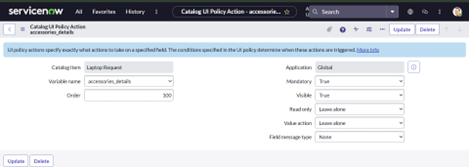 servicenow
All
Favorites
History
Catalog UI Policy Action - accessorie...
Search
Catalog UI Policy Action
accessories_details
Update
Delete
UI policy actions specify exactly what actions to take on a specified field. The conditions specified in the UI policy determine when these actions are triggered. More Info
Catalog Item
Laptop Request
Application
Global
Variable name
accessories_details
Mandatory
True
Order
100
Visible
True
Read only
Leave alone
Value action
Leave alone
Field message type
None
Update
Delete